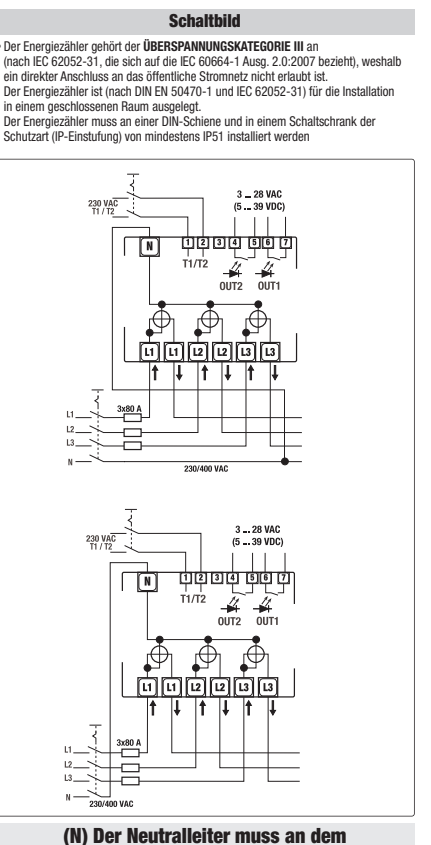 Schaltbild
• Der Energiezähler gehört der ÜBERSPANNUNGSKATEGORIE III an
(nach IEC 62052-31, die sich auf die IEC 60664-1 Ausg. 2.0:2007 bezieht), weshalb
ein direkter Anschluss an das öffentliche Stromnetz nicht erlaubt ist.
Der Energiezähler ist (nach DIN EN 50470-1 und IEC 62052-31) für die Installation
in einem geschlossenen Raum ausgelegt.
Der Energiezähler muss an einer DIN-Schiene und in einem Schaltschrank der
Schutzart (IP-Einstufung) von mindestens IP51 installiert werden
230 VAC
T1 / T2
3 ... 28 VAC
(5 ... 39 VDC)
N 1 2 3 4 5 6 7
T1/T2
OUT2 OUT1
L1 L1 L2 L2 L3 L3
3x80 A
L1
L2
L3
N
230/400 VAC
230 VAC
T1 / T2
3 ... 28 VAC
(5 ... 39 VDC)
N 1 2 3 4 5 6 7
T1/T2
OUT2 OUT1
L1 L1 L2 L2 L3 L3
3x80 A
L1
L2
L3
N
230/400 VAC
(N) Der Neutralleiter muss an dem